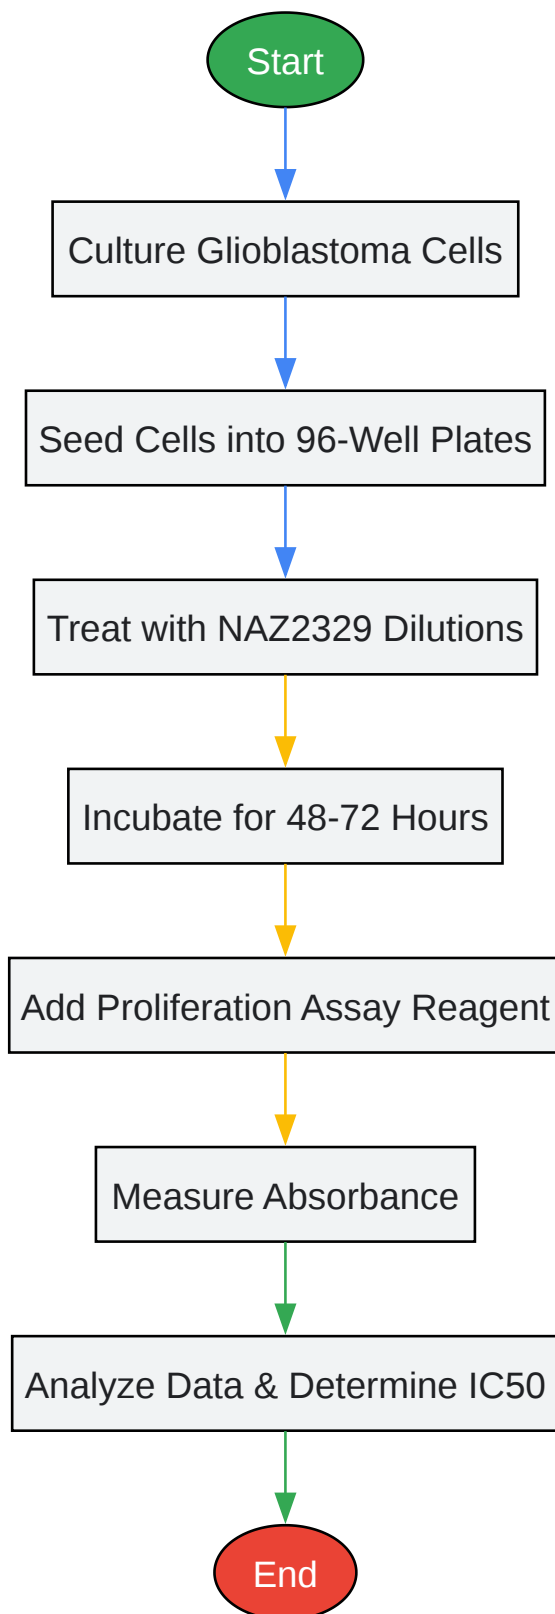 Start
Culture Glioblastoma Cells
Seed Cells into 96-Well Plates
Treat with NAZ2329 Dilutions
Incubate for 48-72 Hours
Add Proliferation Assay Reagent
Measure Absorbance
Analyze Data & Determine IC50
End